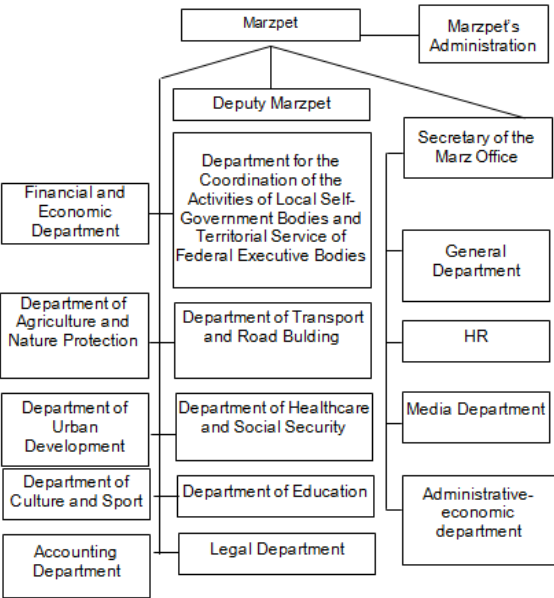 Marzpet
Marzpet's
Administration
Deputy Marzpet
Secretary of the
Marz Office
Financial and
Economic
Department
Department for the
Coordination of the
Activities of Local Self-
Government Bodies and
Territorial Service of
Federal Executive Bodies
General
Department
Department of
Agriculture and
Nature Protection
Department of Transport
and Road Bulding
HR
Department of
Urban
Development
Department of Healthcare
and Social Security
Media Department
Department of
Culture and Sport
Department of Education
Administrative-
economic
department
Accounting
Department
Legal Department